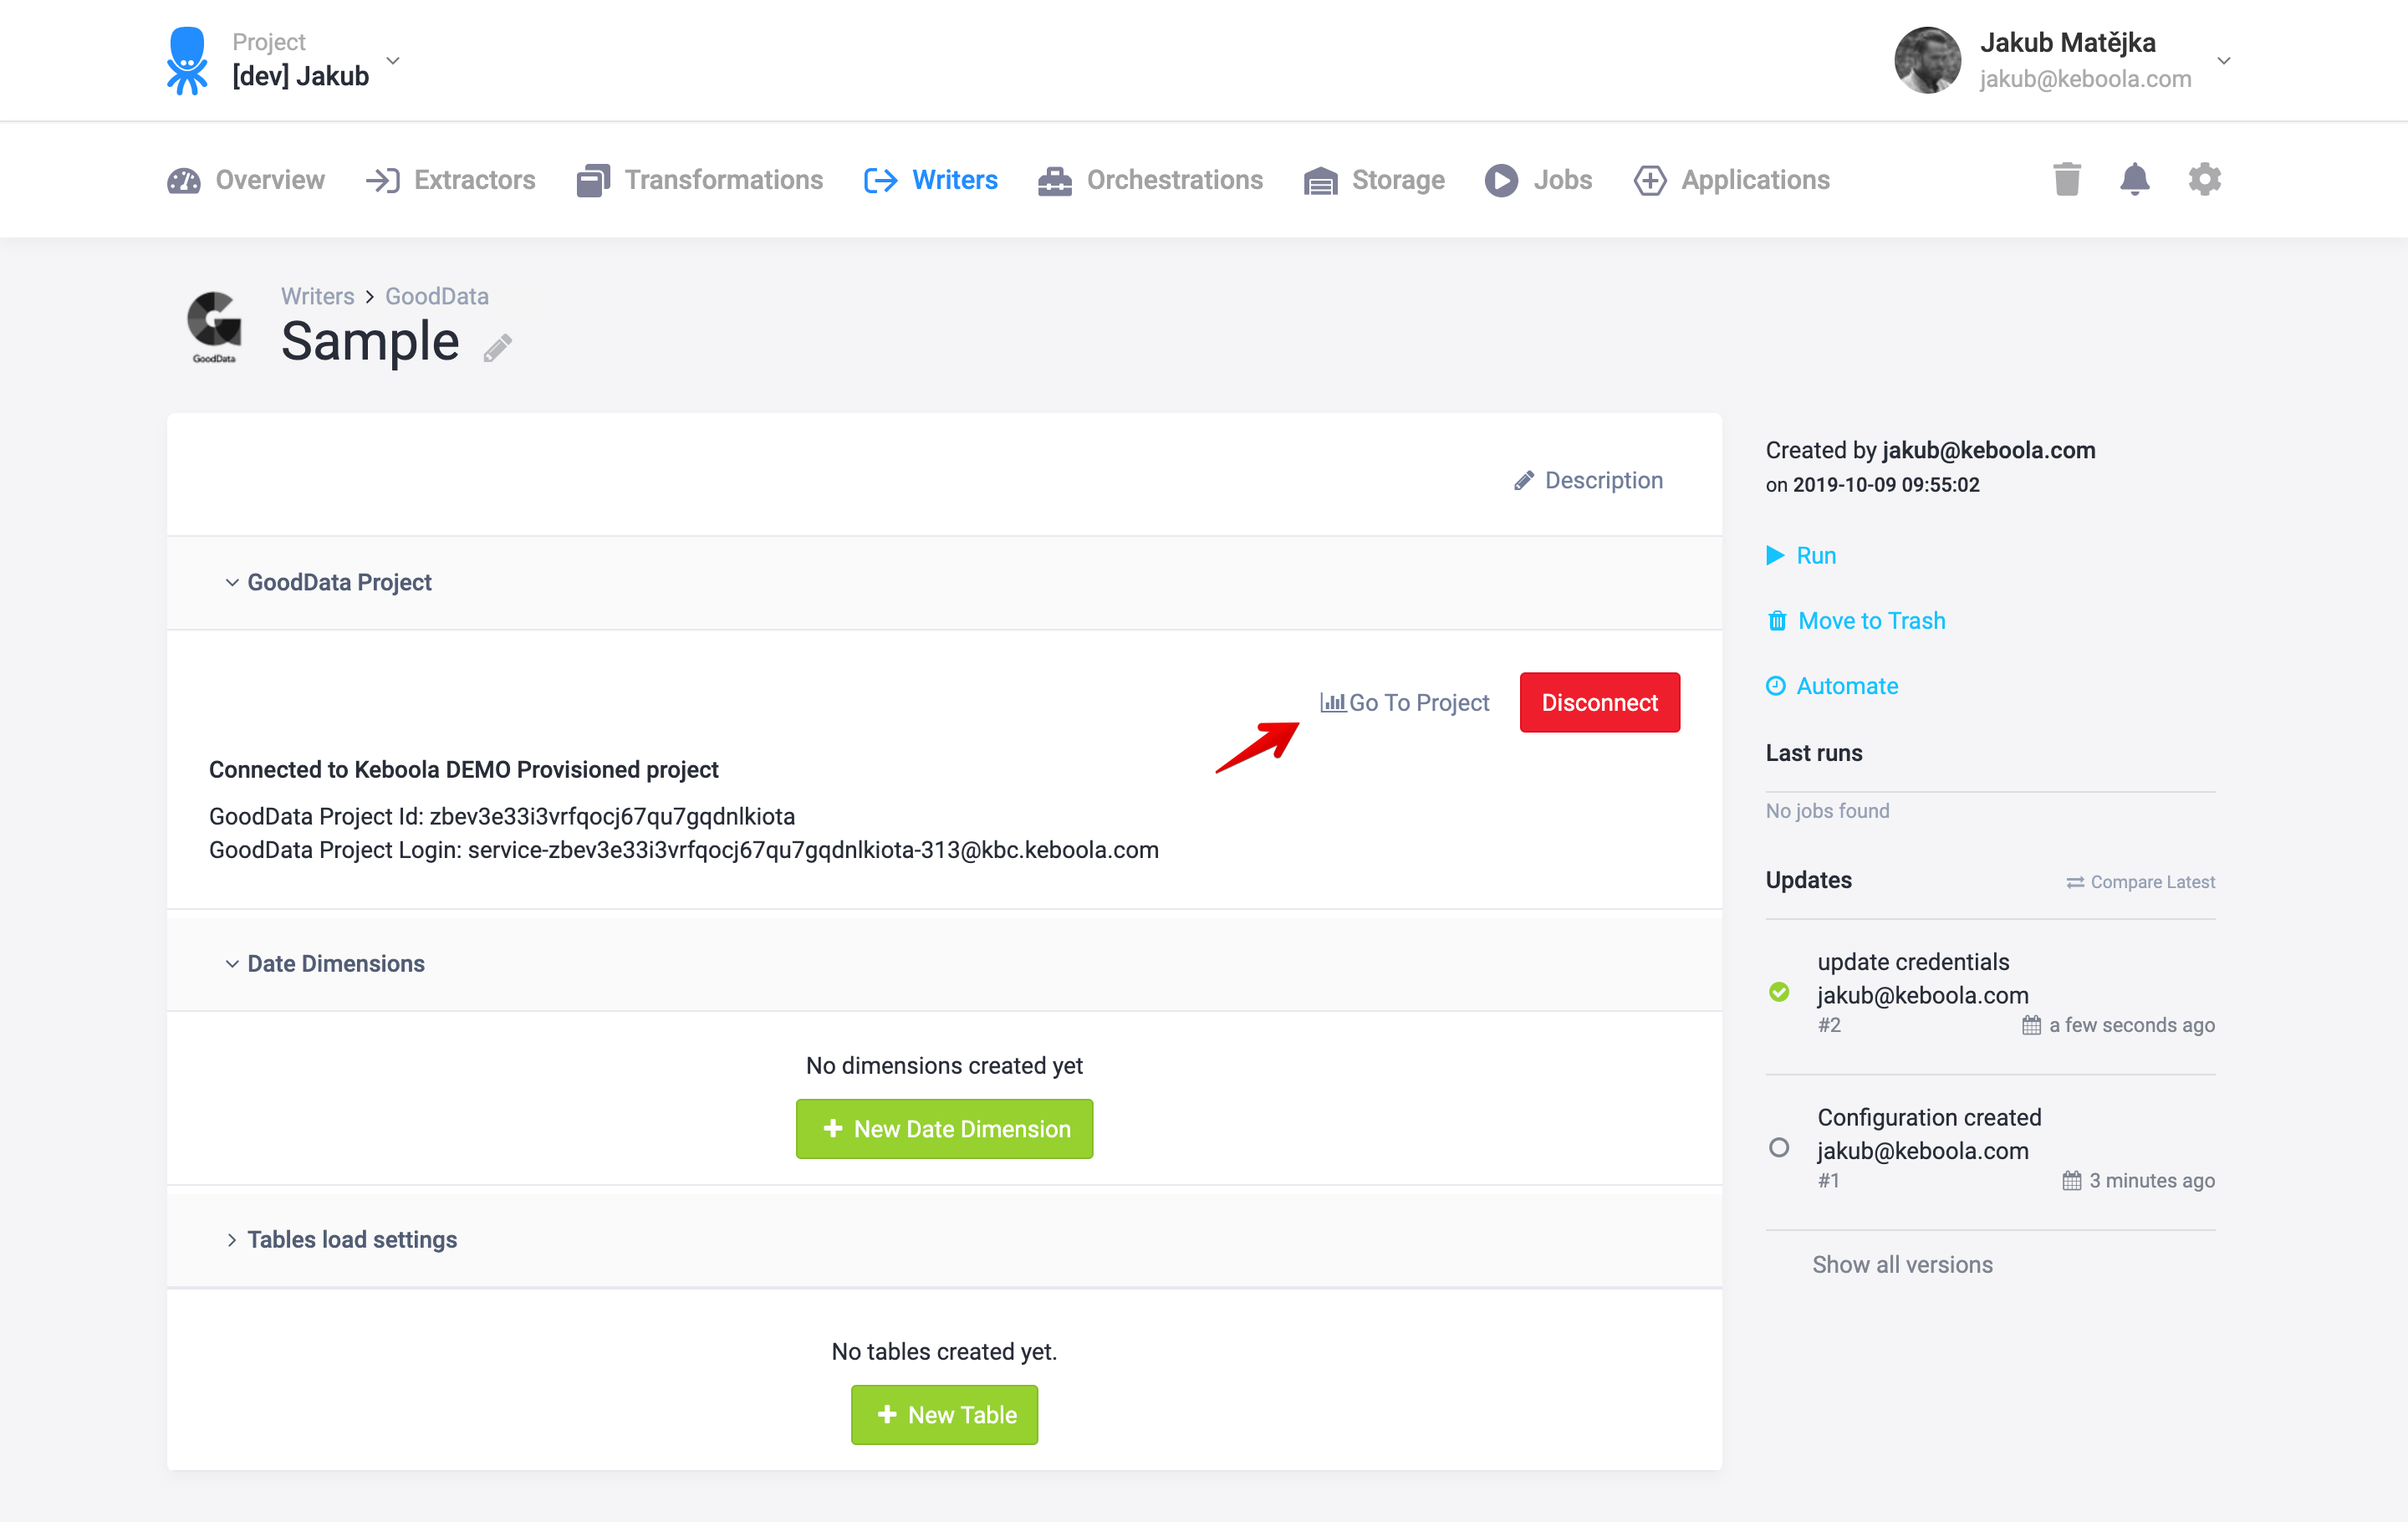 Project
[dev] Jakub
Jakub Matějka
jakub@keboola.com
Overview
Extractors
Transformations
Writers
Orchestrations
Storage
Jobs
Applications
GoodData
Writers > GoodData
Sample
Description
GoodData Project
Go To Project
Disconnect
Connected to Keboola DEMO Provisioned project
GoodData Project Id: zbev3e33i3vrfqocj67qu7gqdnlkiota
GoodData Project Login: service-zbev3e33i3vrfqocj67qu7gqdnlkiota-313@kbc.keboola.com
Date Dimensions
No dimensions created yet
New Date Dimension
Tables load settings
No tables created yet.
New Table
Created by jakub@keboola.com
on 2019-10-09 09:55:02
Run
Move to Trash
Automate
Last runs
No jobs found
Updates
Compare Latest
update credentials
jakub@keboola.com
#2
a few seconds ago
Configuration created
jakub@keboola.com
#1
3 minutes ago
Show all versions